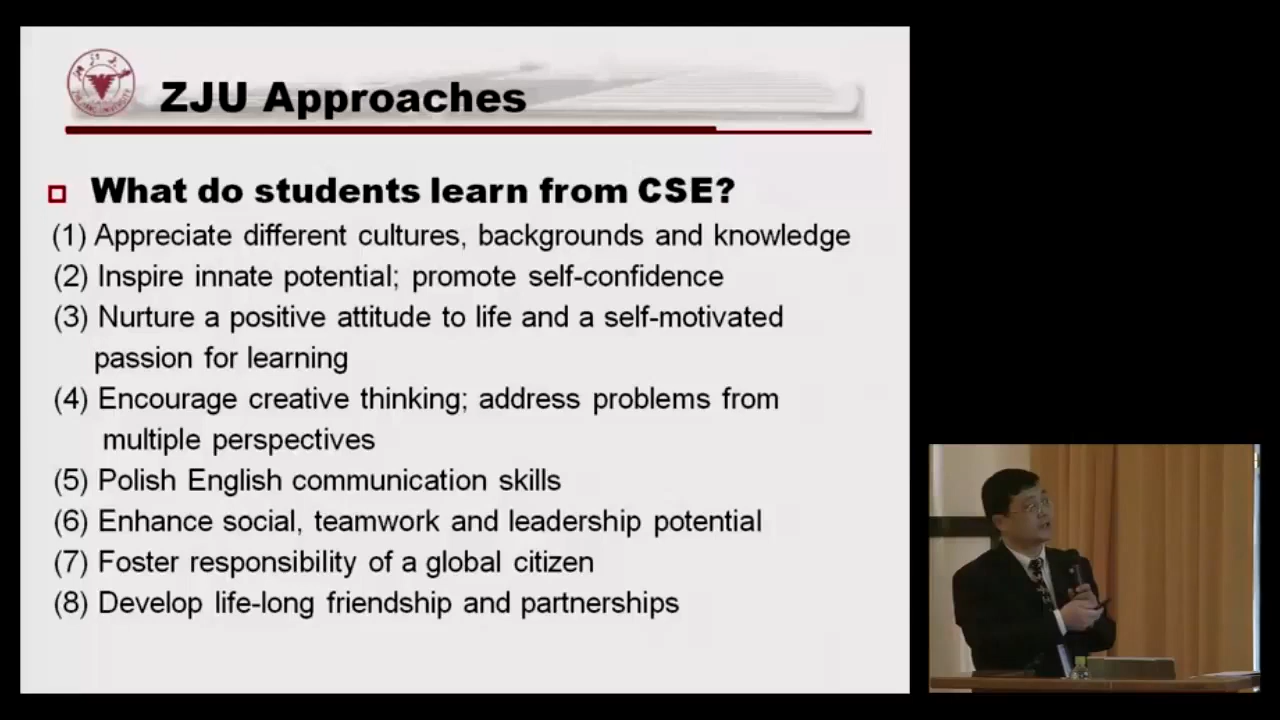 ZJU Approaches
What do students learn from CSE?
(1) Appreciate different cultures, backgrounds and knowledge
(2) Inspire innate potential; promote self-confidence
(3) Nurture a positive attitude to life and a self-motivated
passion for learning
(4) Encourage creative thinking; address problems from
multiple perspectives
(5) Polish English communication skills
(6) Enhance social, teamwork and leadership potential
(7) Foster responsibility of a global citizen
(8) Develop life-long friendship and partnerships